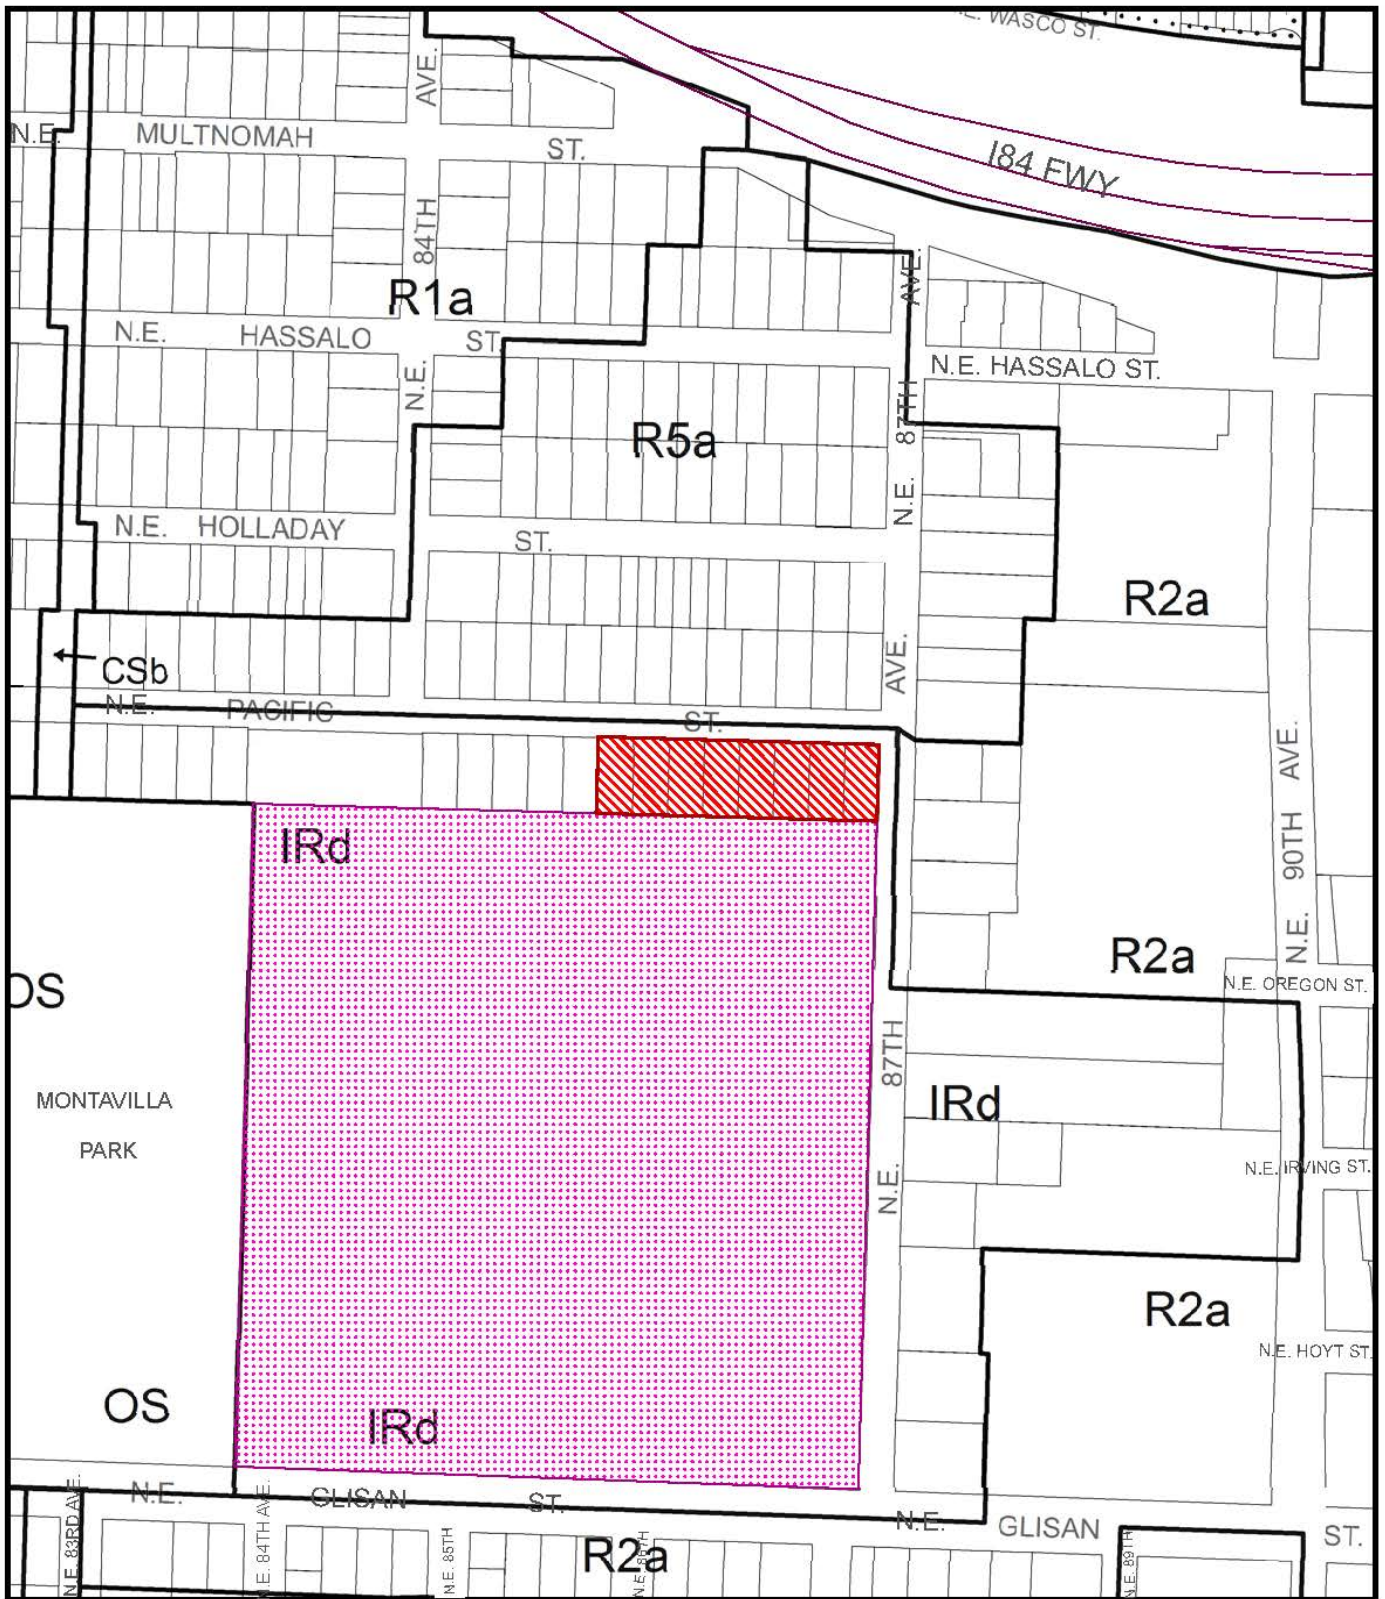 N.E. WASCO ST.
AVE.
N.E. MULTNOMAH ST.
I84 FWY
84TH
R1a
AVE.
N.E. HASSALO ST.
N.E. HASSALO ST.
N.E.
87TH
R5a
N.E.
N.E. HOLLADAY ST.
R2a
CSb
AVE.
N.E. PACIFIC ST.
AVE.
IRd
90TH
N.E.
R2a
OS
N.E. OREGON ST.
87TH
MONTAVILLA
PARK
IRd
N.E. IRVING ST.
N.E.
R2a
N.E. HOYT ST.
OS
IRd
N.E. GLISAN ST.
N.E. GLISAN ST.
N.E. 83RD AVE.
N.E. 84TH AVE.
N.E. 85TH
R2a
N.E. 86TH
N.E. 89TH